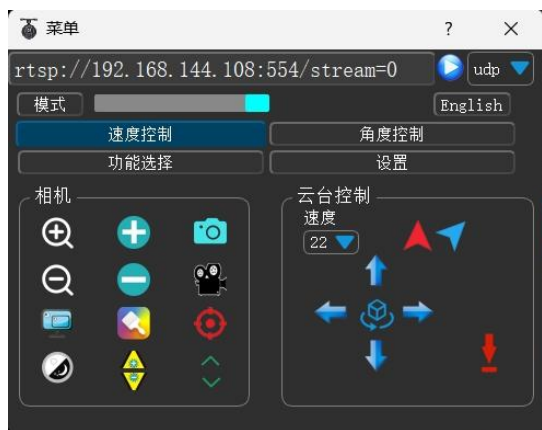 菜单 ?
rtsp://192.168.144.108:554/stream=0 udp
模式 English
速度控制 角度控制
功能选择 设置
相机 云台控制
速度
22